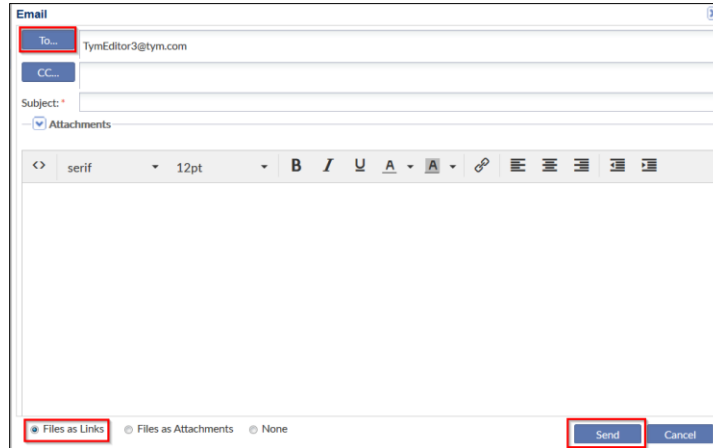 Email
To...
TymEditor3@tym.com
CC...
Subject: *
Attachments
<> serif 12pt B I U A A
Files as Links Files as Attachments None
Send Cancel